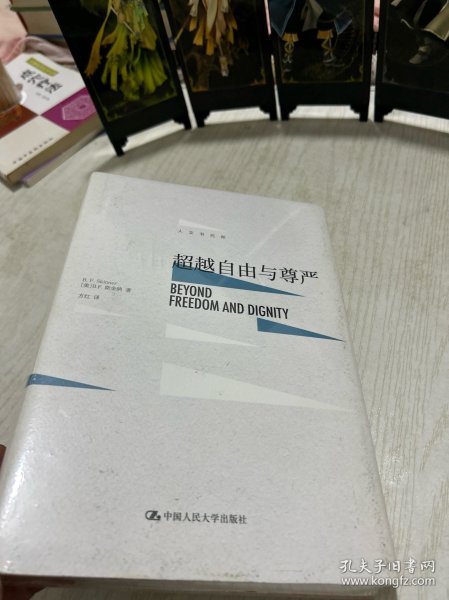 人文书托邦
超越自由与尊严
BEYOND
FREEDOM AND DIGNITY
B.F. Skinner
[美]B.F. 斯金纳 著
方红 译
中国人民大学出版社
孔夫子旧书网
www.kongfz.com